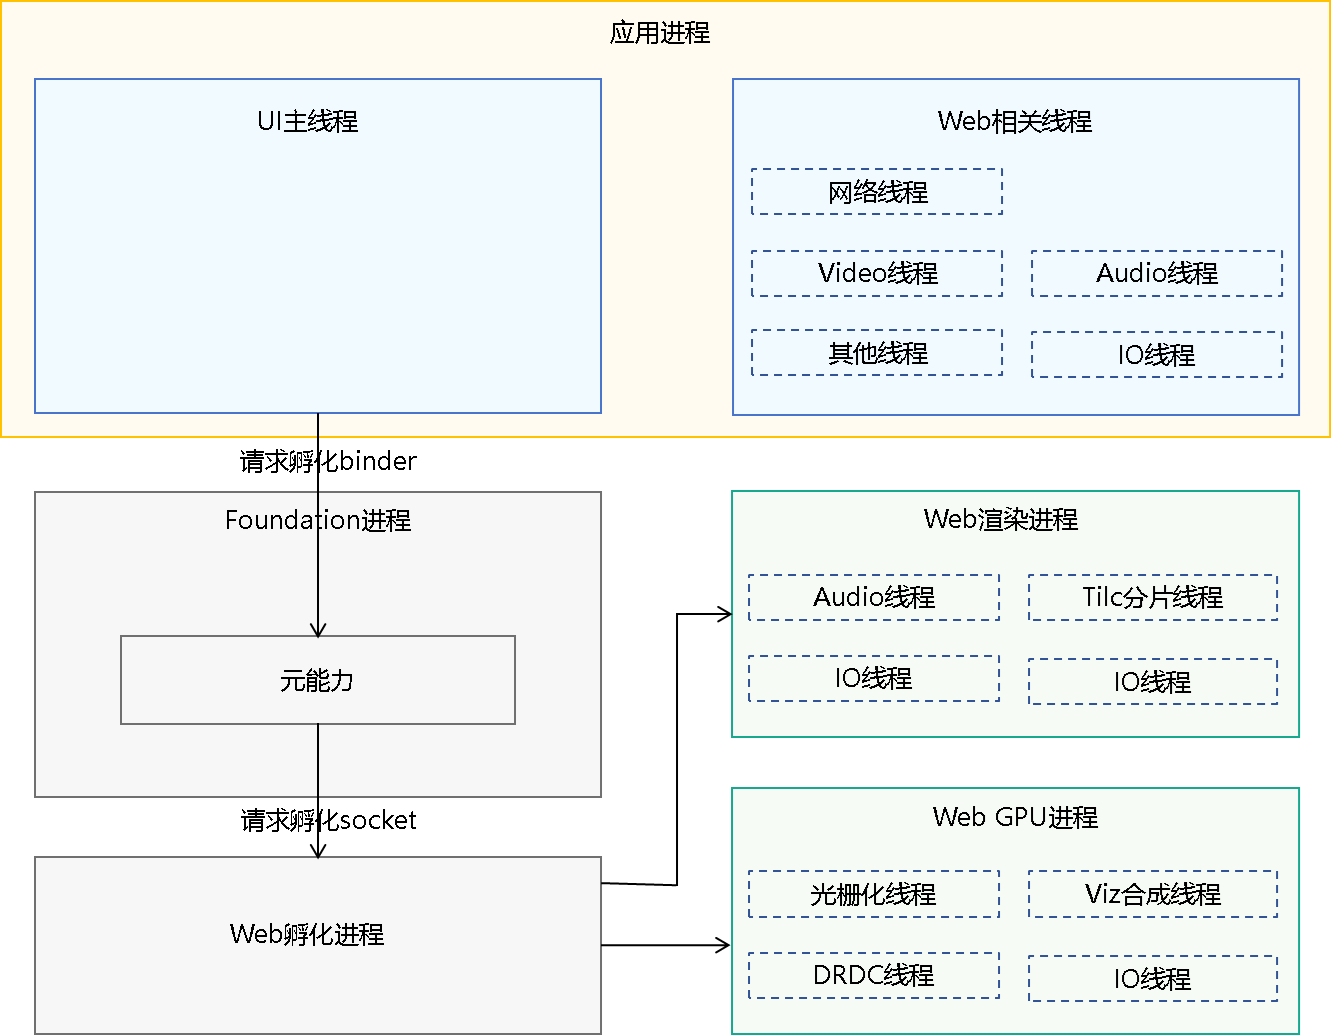 应用进程
UI主线程
Web相关线程
网络线程
Video线程
Audio线程
其他线程
IO线程
请求孵化binder
Foundation进程
元能力
请求孵化socket
Web孵化进程
Web渲染进程
Audio线程
Tilc分片线程
IO线程
IO线程
Web GPU进程
光栅化线程
Viz合成线程
DRDC线程
IO线程